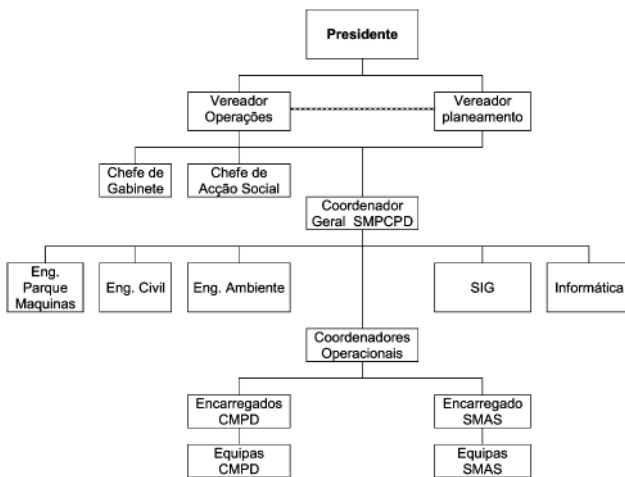 Presidente
Vereador
Operações
Vereador
planeamento
Chefe de
Gabinete
Chefe de
Acção Social
Coordenador
Geral SMPCPD
Eng.
Parque
Maquinas
Eng. Civil
Eng. Ambiente
SIG
Informática
Coordenadores
Operacionais
Encarregados
CMPD
Encarregado
SMAS
Equipas
CMPD
Equipas
SMAS